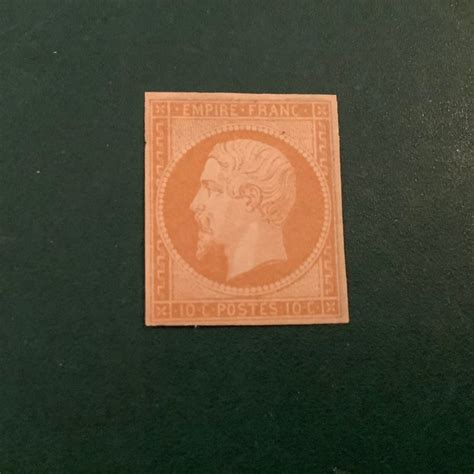 EMPIRE · FRANC ·
10 · C · POSTES 10 · C ·